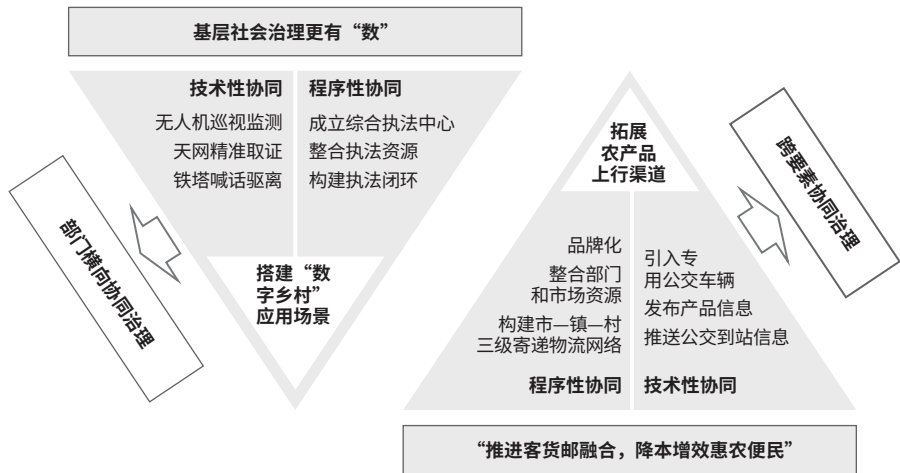 基层社会治理更有“数”
技术性协同
无人机巡视监测
天网精准取证
铁塔喊话驱离
程序性协同
成立综合执法中心
整合执法资源
构建执法闭环
搭建“数
字乡村”
应用场景
部门横向协同治理
拓展
农产品
上行渠道
品牌化
整合部门
和市场资源
构建市—镇—村
三级寄递物流网络
程序性协同
引入专
用公交车辆
发布产品信息
推送公交到站信息
技术性协同
跨要素协同治理
“推进客货邮融合，降本增效惠农便民”